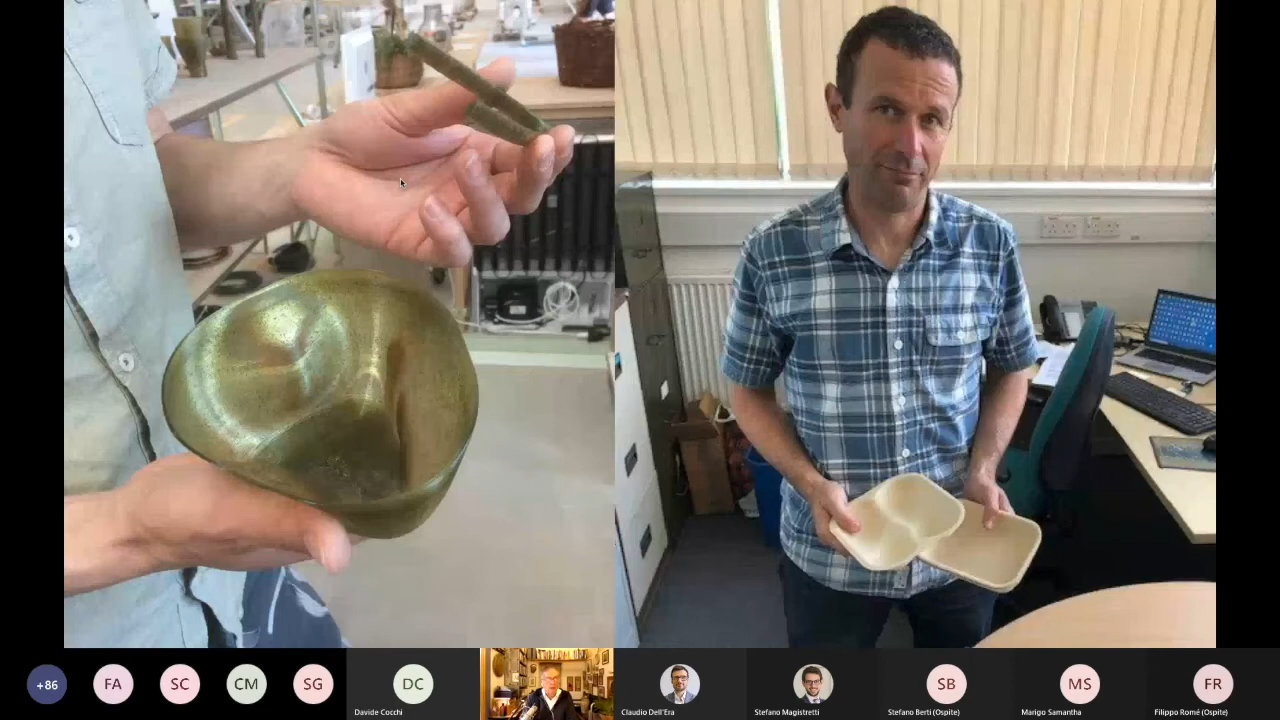 +86
FA
SC
CM
SG
DC
Davide Cocchi
Claudio Dell'Era
Stefano Magistretti
SB
Stefano Berti (Ospite)
MS
Marigo Samantha
FR
Filippo Romé (Ospite)